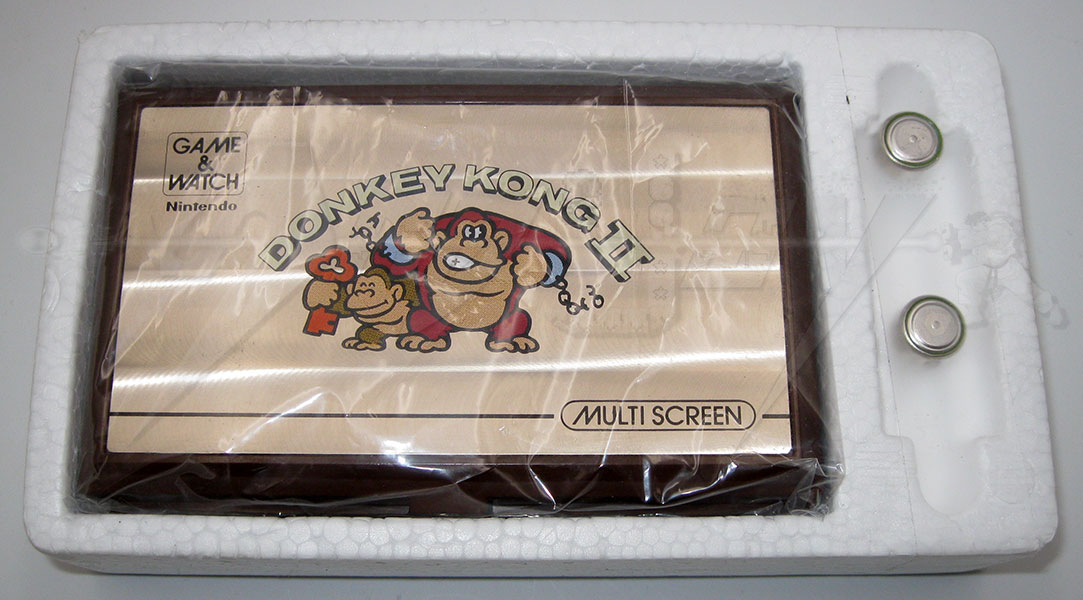 GAME
&
WATCH
Nintendo
DONKEY KONG II
MULTI SCREEN